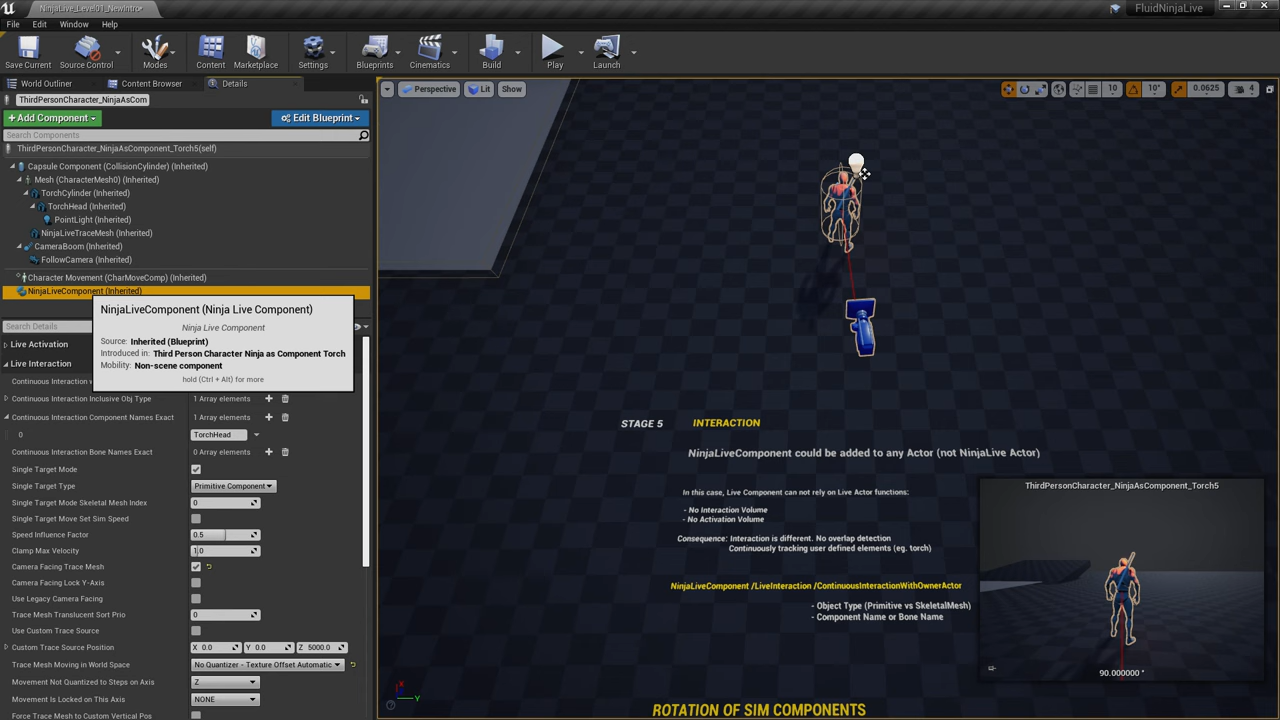 NinjaLive_Level01_NewIntro
FluidNinjaLive
File Edit Window Help
Save Current Source Control Modes Content Marketplace Settings Blueprints Cinematics Build Play Launch
World Outliner Content Browser Details
Perspective Lit Show 10 10° 0.0625 4
ThirdPersonCharacter_NinjaAsCom
+Add Component Edit Blueprint
Search Components
ThirdPersonCharacter_NinjaAsComponent_Torch5(self)
Capsule Component (CollisionCylinder) (Inherited)
Mesh (CharacterMesh0) (Inherited)
TorchCylinder (Inherited)
TorchHead (Inherited)
PointLight (Inherited)
NinjaLiveTraceMesh (Inherited)
CameraBoom (Inherited)
FollowCamera (Inherited)
Character Movement (CharMoveComp) (Inherited)
NinjaLiveComponent (Inherited)
NinjaLiveComponent (Ninja Live Component)
Ninja Live Component
Source: Inherited (Blueprint)
Introduced in: Third Person Character Ninja as Component Torch
Mobility: Non-scene component
hold (Ctrl + Alt) for more
Search Details
Live Activation
Live Interaction
Continuous Interaction
Continuous Interaction Inclusive Obj Type 1 Array elements
Continuous Interaction Component Names Exact 1 Array elements
0 TorchHead
Continuous Interaction Bone Names Exact 0 Array elements
Single Target Mode
Single Target Type Primitive Component
Single Target Mode Skeletal Mesh Index 0
Single Target Move Set Sim Speed
Speed Influence Factor 0.5
Clamp Max Velocity 1.0
Camera Facing Trace Mesh
Camera Facing Lock Y-Axis
Use Legacy Camera Facing
Trace Mesh Translucent Sort Prio 0
Use Custom Trace Source
Custom Trace Source Position X 0.0 Y 0.0 Z 5000.0
Trace Mesh Moving in World Space No Quantizer - Texture Offset Automatic
Movement Not Quantized to Steps on Axis Z
Movement Is Locked on This Axis NONE
Force Trace Mesh to Custom Vertical Pos
STAGE 5 INTERACTION
NinjaLiveComponent could be added to any Actor (not NinjaLive Actor)
In this case, Live Component can not rely on Live Actor functions:
- No Interaction Volume
- No Activation Volume
Consequence: Interaction is different. No overlap detection
Continuously tracking user defined elements (eg. torch)
NinjaLiveComponent /LiveInteraction /ContinuousInteractionWithOwnerActor
- Object Type (Primitive vs SkeletalMesh)
- Component Name or Bone Name
ROTATION OF SIM COMPONENTS
X
Y
ThirdPersonCharacter_NinjaAsComponent_Torch5
90.000000 °